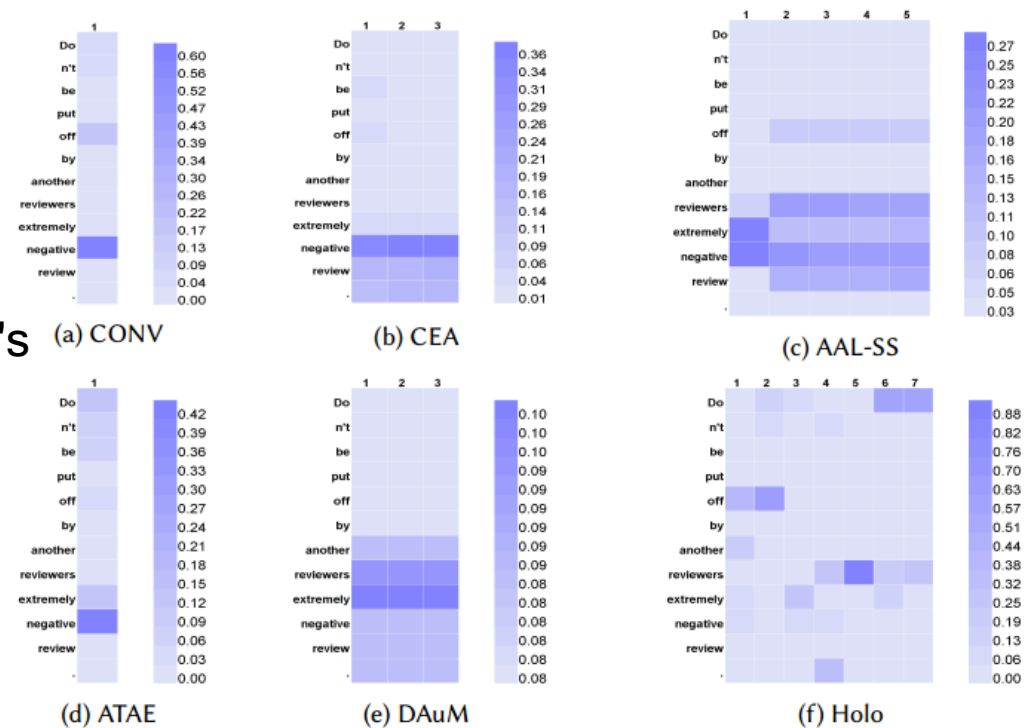 1
Do
n't
be
put
off
by
another
reviewers
extremely
negative
review
.
0.60
0.56
0.52
0.47
0.43
0.39
0.34
0.30
0.26
0.22
0.17
0.13
0.09
0.04
0.00
(a) CONV
1 2 3
Do
n't
be
put
off
by
another
reviewers
extremely
negative
review
.
0.36
0.34
0.31
0.29
0.26
0.24
0.21
0.19
0.16
0.14
0.11
0.09
0.06
0.04
0.01
(b) CEA
1 2 3 4 5
Do
n't
be
put
off
by
another
reviewers
extremely
negative
review
.
0.27
0.25
0.23
0.22
0.20
0.18
0.16
0.15
0.13
0.11
0.10
0.08
0.06
0.05
0.03
(c) AAL-SS
's
1
Do
n't
be
put
off
by
another
reviewers
extremely
negative
review
.
0.42
0.39
0.36
0.33
0.30
0.27
0.24
0.21
0.18
0.15
0.12
0.09
0.06
0.03
0.00
(d) ATAE
1 2 3
Do
n't
be
put
off
by
another
reviewers
extremely
negative
review
.
0.10
0.10
0.10
0.09
0.09
0.09
0.09
0.09
0.09
0.08
0.08
0.08
0.08
0.08
0.08
(e) DAuM
1 2 3 4 5 6 7
Do
n't
be
put
off
by
another
reviewers
extremely
negative
review
.
0.88
0.82
0.76
0.70
0.63
0.57
0.51
0.44
0.38
0.32
0.25
0.19
0.13
0.06
0.00
(f) Holo